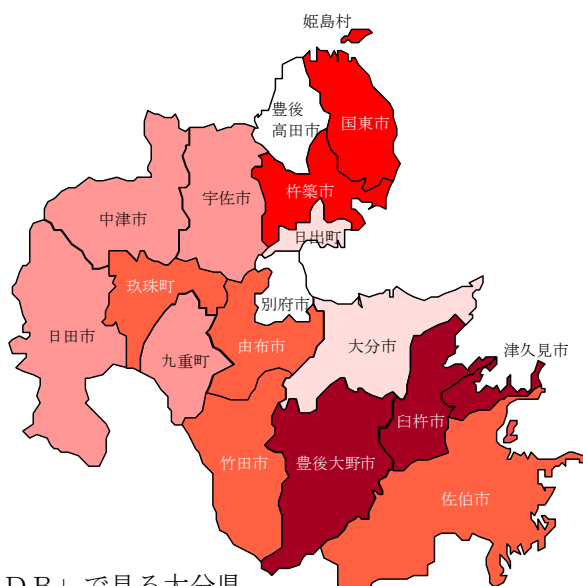 姫島村
豊後
高田市
国東市
杵築市
宇佐市
中津市
日出町
玖珠町
別府市
日田市
九重町
由布市
大分市
津久見市
臼杵市
竹田市
豊後大野市
佐伯市
ＤＢ」で見る大分県